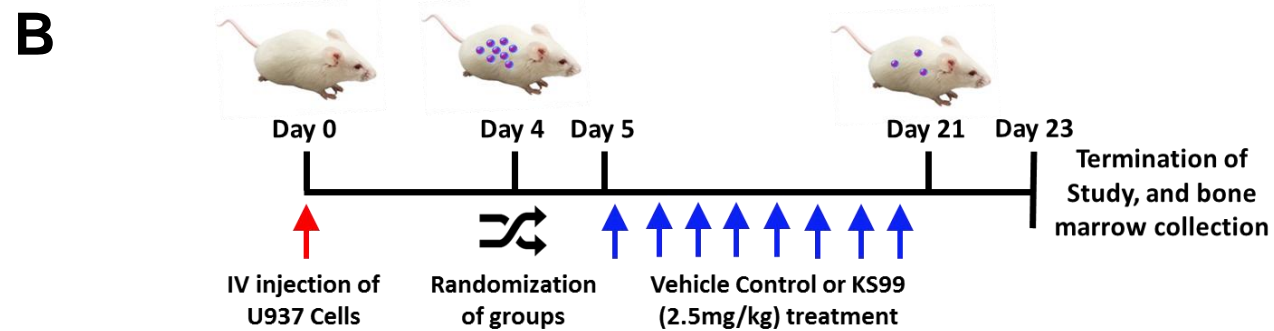 B
Day 0
Day 4
Day 5
Day 21
Day 23
Termination of
Study, and bone
marrow collection
IV injection of
U937 Cells
Randomization
of groups
Vehicle Control or KS99
(2.5mg/kg) treatment